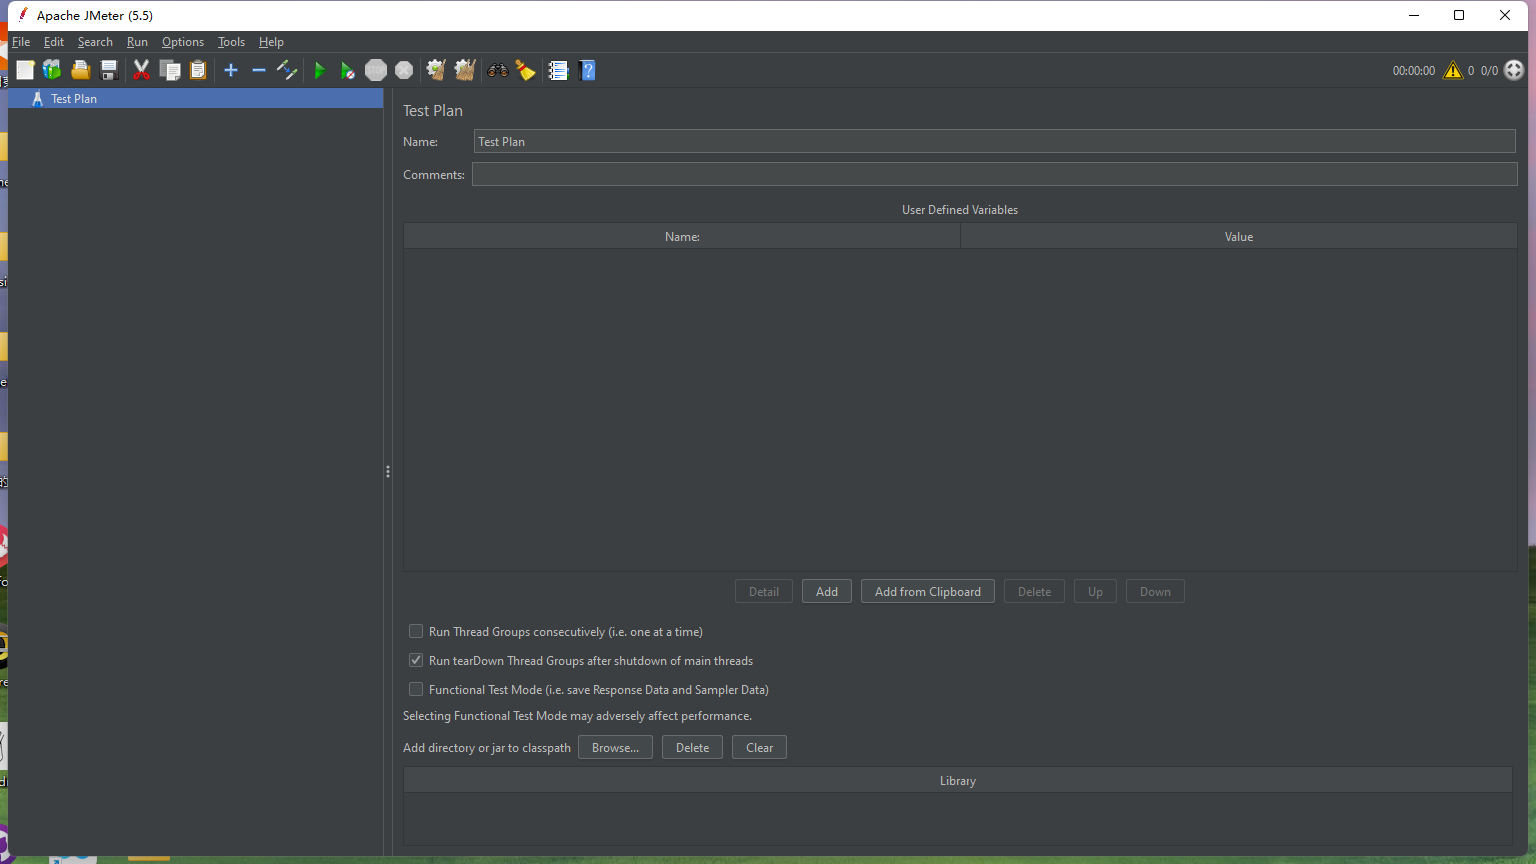 Apache JMeter (5.5)
File Edit Search Run Options Tools Help
STOP
00:00:00 0 0/0
Test Plan
Test Plan
Name: Test Plan
Comments:
User Defined Variables
Name: Value
Detail Add Add from Clipboard Delete Up Down
Run Thread Groups consecutively (i.e. one at a time)
Run tearDown Thread Groups after shutdown of main threads
Functional Test Mode (i.e. save Response Data and Sampler Data)
Selecting Functional Test Mode may adversely affect performance.
Add directory or jar to classpath Browse... Delete Clear
Library